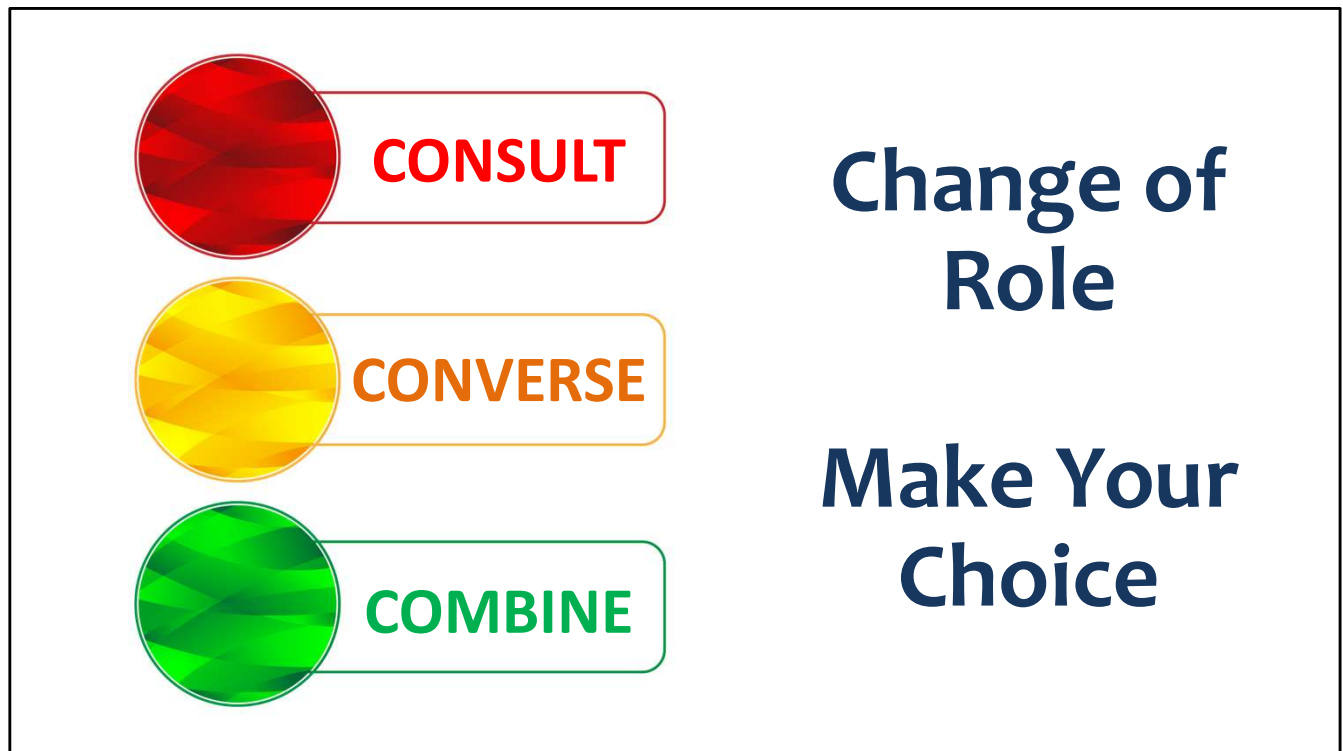 CONSULT
CONVERSE
COMBINE
Change of
Role
Make Your
Choice